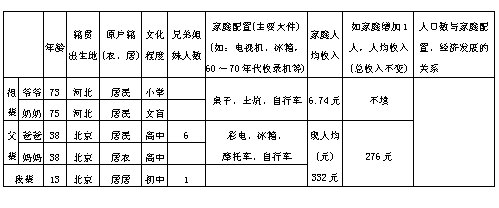 年龄 籍贯出生地 原户籍(农、居) 文化程度 兄弟姐妹人数 家庭配置(主要大件)(如:电视机、冰箱,60~70年代收录机等) 家庭人均收入 如家庭增加1人,人均收入(总收入不变) 人口数与家庭配置、经济发展的关系
祖辈 爷爷 73 河北 居民 小学 桌子、土坑、自行车 6.74元 不填
奶奶 75 河北 居民 文盲
父辈 爸爸 38 北京 居民 高中 6 彩电、冰箱、摩托车、自行车 现人均(元)332元 276元
妈妈 38 北京 居农 高中
我辈 13 北京 居居 初中 1